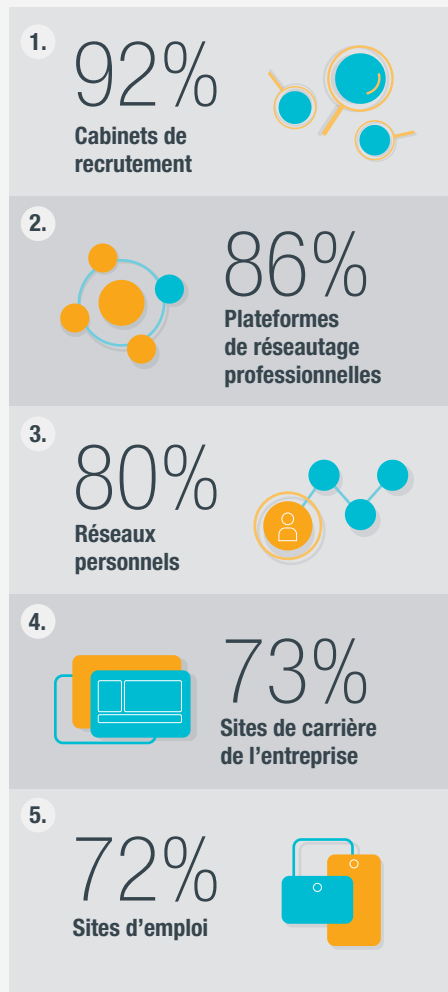 1.
92%
Cabinets de
recrutement
2.
86%
Plateformes
de réseautage
professionnelles
3.
80%
Réseaux
personnels
4.
73%
Sites de carrière
de l’entreprise
5.
72%
Sites d’emploi